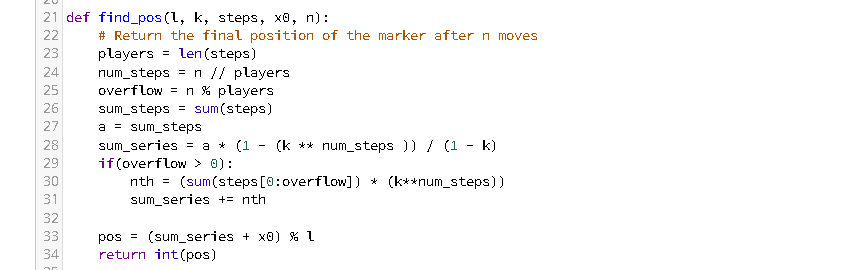 21 def find_pos(l, k, steps, x0, n):
22     # Return the final position of the marker after n moves
23     players = len(steps)
24     num_steps = n // players
25     overflow = n % players
26     sum_steps = sum(steps)
27     a = sum_steps
28     sum_series = a * (1 - (k ** num_steps )) / (1 - k)
29     if(overflow > 0):
30         nth = (sum(steps[0:overflow]) * (k**num_steps))
31         sum_series += nth
32
33     pos = (sum_series + x0) % l
34     return int(pos)